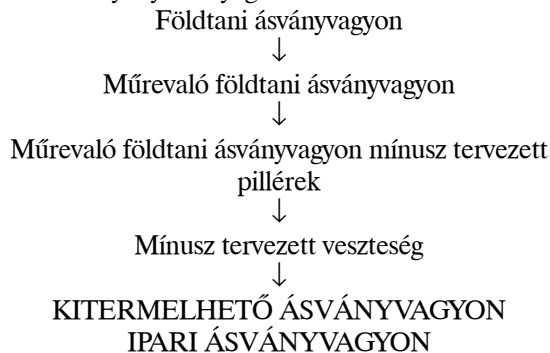 Földtani ásványvagyon
↓
Műrevaló földtani ásványvagyon
↓
Műrevaló földtani ásványvagyon mínusz tervezett
pillérek
↓
Mínusz tervezett veszteség
↓
KITERMELHETŐ ÁSVÁNYVAGYON
IPARI ÁSVÁNYVAGYON